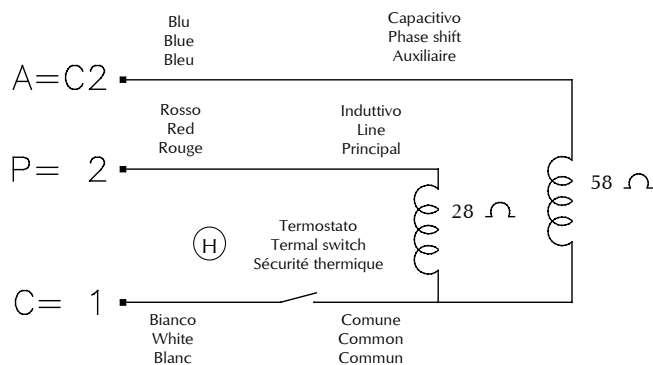 Blu
Blue
Bleu
Capacitivo
Phase shift
Auxiliaire
A=C2
Rosso
Red
Rouge
Induttivo
Line
Principal
P= 2
28 Ω
58 Ω
H
Termostato
Termal switch
Sécurité thermique
C= 1
Bianco
White
Blanc
Comune
Common
Commun